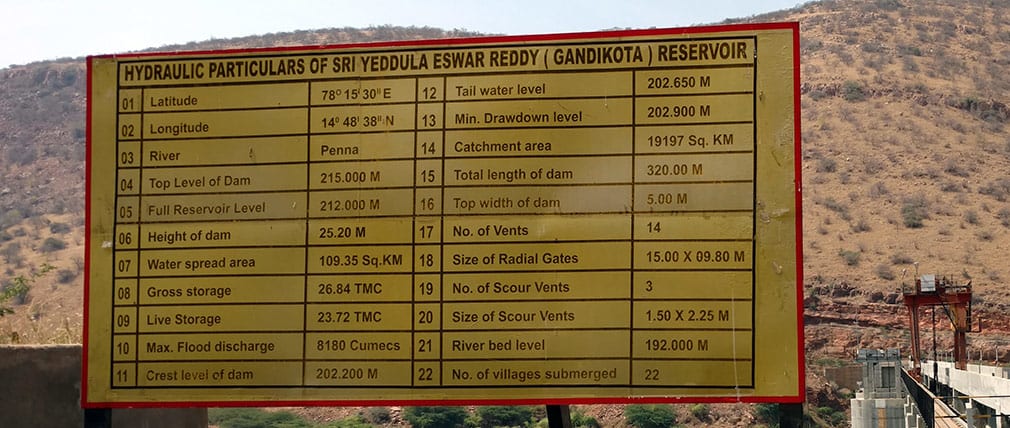 HYDRAULIC PARTICULARS OF SRI YEDDULA ESWAR REDDY ( GANDIKOTA ) RESERVOIR
01 Latitude 78° 15' 30" E
02 Longitude 14° 48' 38" N
03 River Penna
04 Top Level of Dam 215.000 M
05 Full Reservoir Level 212.000 M
06 Height of dam 25.20 M
07 Water spread area 109.35 Sq.KM
08 Gross storage 26.84 TMC
09 Live Storage 23.72 TMC
10 Max. Flood discharge 8180 Cumecs
11 Crest level of dam 202.200 M
12 Tail water level 202.650 M
13 Min. Drawdown level 202.900 M
14 Catchment area 19197 Sq. KM
15 Total length of dam 320.00 M
16 Top width of dam 5.00 M
17 No. of Vents 14
18 Size of Radial Gates 15.00 X 09.80 M
19 No. of Scour Vents 3
20 Size of Scour Vents 1.50 X 2.25 M
21 River bed level 192.000 M
22 No. of villages submerged 22